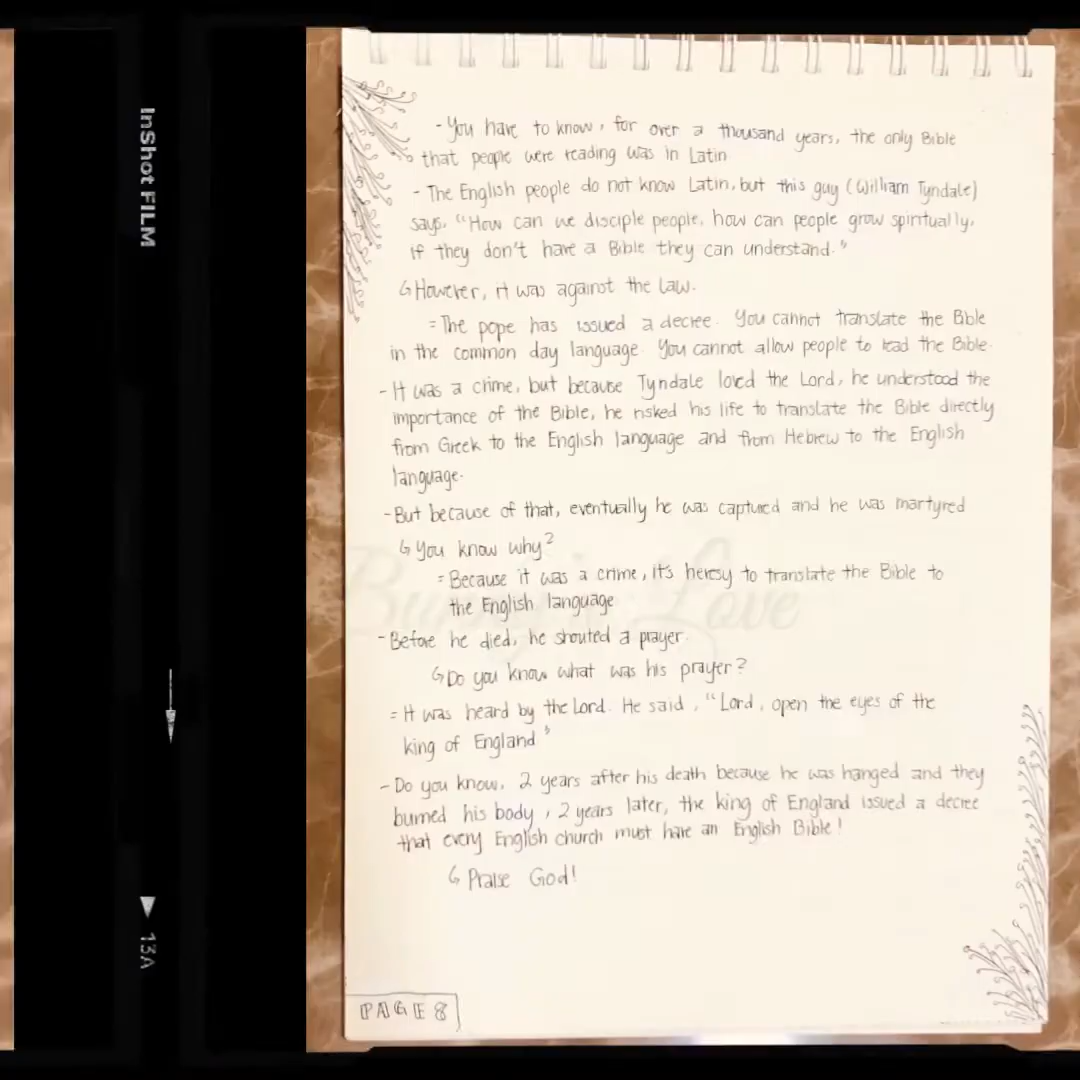 InShot FILM
13A
- You have to know, for over a thousand years, the only Bible
that people were reading was in Latin
- The English people do not know Latin, but this guy (William Tyndale)
says, "How can we disciple people, how can people grow spiritually,
if they don't have a Bible they can understand."
↳ However, it was against the law.
= The pope has issued a decree. You cannot translate the Bible
in the common day language. You cannot allow people to read the Bible.
- It was a crime, but because Tyndale loved the Lord, he understood the
importance of the Bible, he risked his life to translate the Bible directly
from Greek to the English language and from Hebrew to the English
language.
- But because of that, eventually he was captured and he was martyred
↳ You know why?
= Because it was a crime, it's heresy to translate the Bible to
the English language
- Before he died, he shouted a prayer.
↳ Do you know what was his prayer?
= It was heard by the Lord. He said, "Lord, open the eyes of the
king of England"
- Do you know, 2 years after his death because he was hanged and they
burned his body, 2 years later, the king of England issued a decree
that every English church must have an English Bible!
↳ Praise God!
PAGE 8